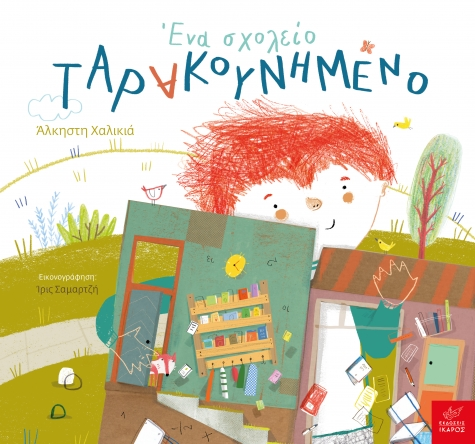 Ένα σχολείο
ΤΑΡΑΚΟΥΝΗΜΕΝΟ
Άλκηστη Χαλικιά
Εικονογράφηση:
Ίρις Σαμαρτζή
ΕΚΔΟΣΕΙΣ
ΙΚΑΡΟΣ